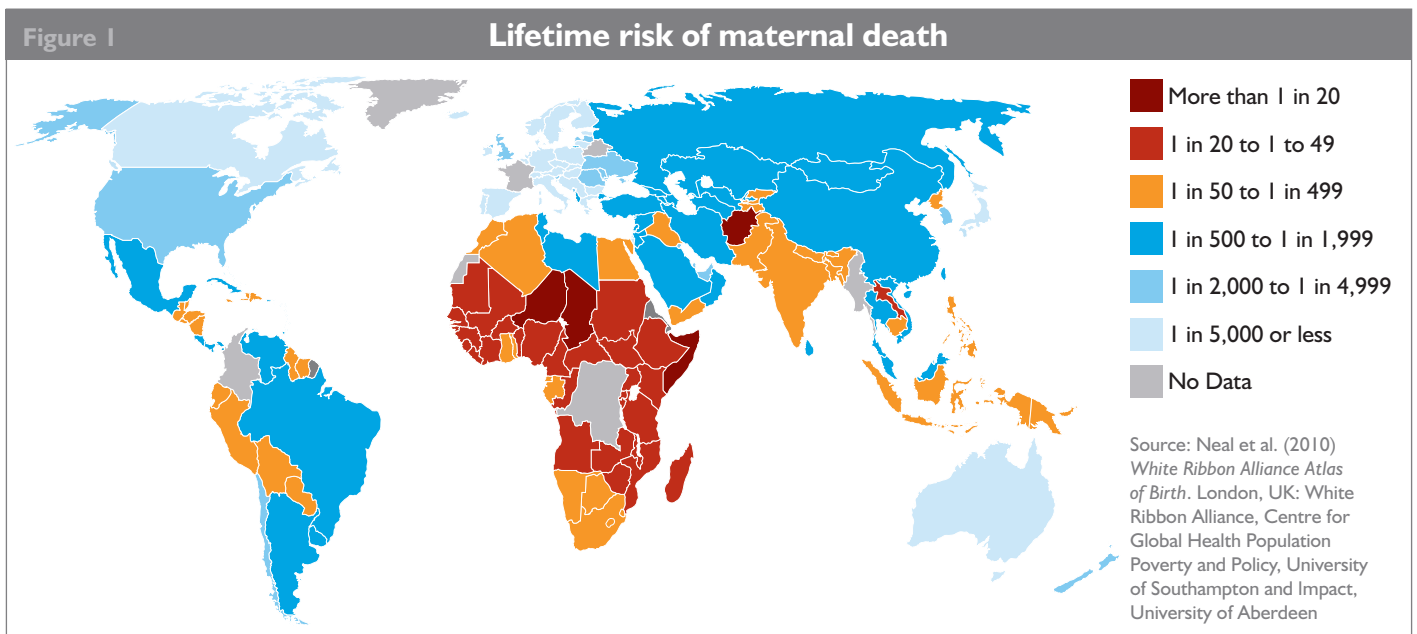 Figure 1
Lifetime risk of maternal death
More than 1 in 20
1 in 20 to 1 to 49
1 in 50 to 1 in 499
1 in 500 to 1 in 1,999
1 in 2,000 to 1 in 4,999
1 in 5,000 or less
No Data
Source: Neal et al. (2010)
White Ribbon Alliance Atlas
of Birth. London, UK: White
Ribbon Alliance, Centre for
Global Health Population
Poverty and Policy, University
of Southampton and Impact,
University of Aberdeen